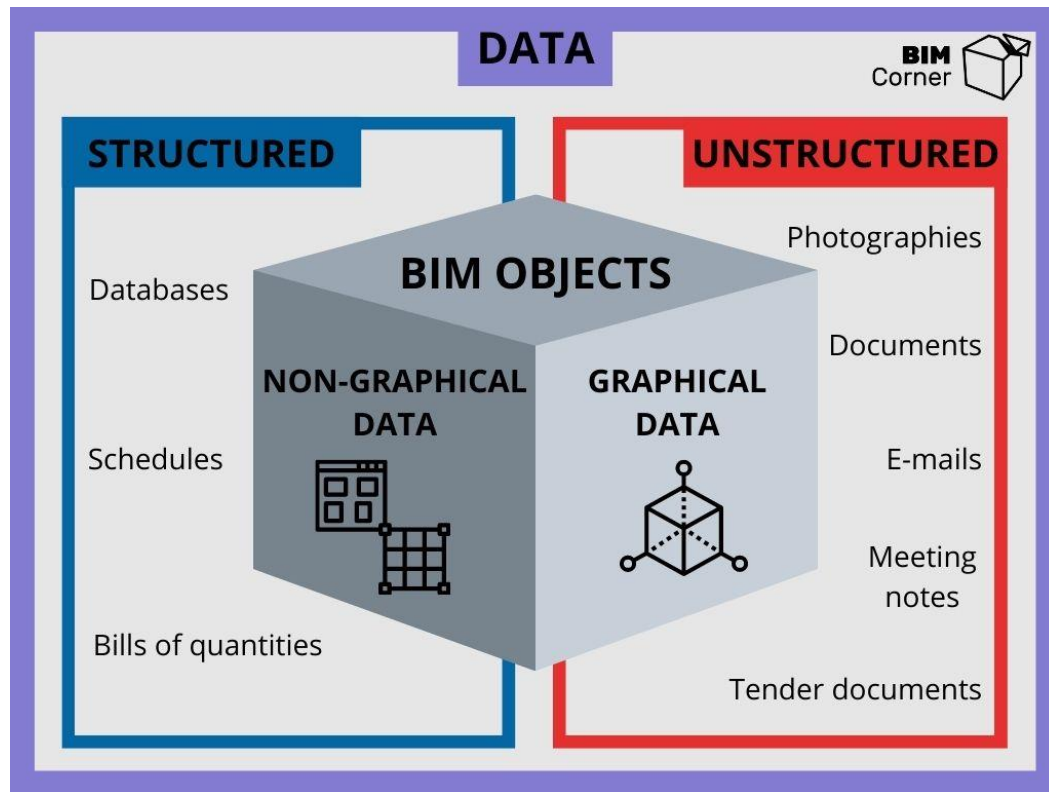 DATA
BIM
Corner
STRUCTURED
UNSTRUCTURED
Databases
Schedules
Bills of quantities
BIM OBJECTS
NON-GRAPHICAL
DATA
GRAPHICAL
DATA
Photographies
Documents
E-mails
Meeting
notes
Tender documents